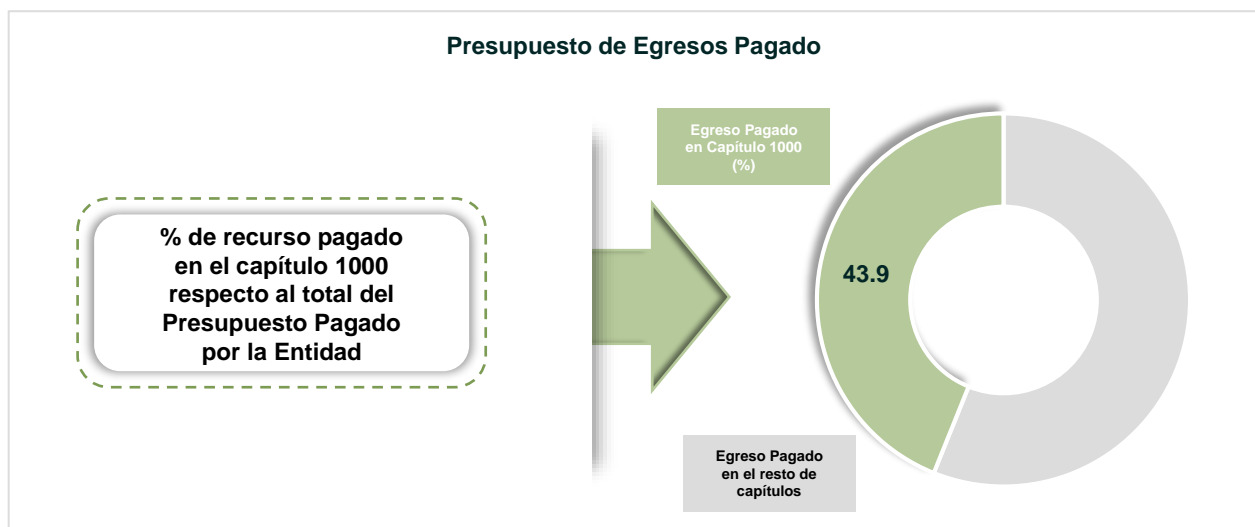 Presupuesto de Egresos Pagado
% de recurso pagado
en el capítulo 1000
respecto al total del
Presupuesto Pagado
por la Entidad
Egreso Pagado
en Capítulo 1000
(%)
43.9
Egreso Pagado
en el resto de
capítulos